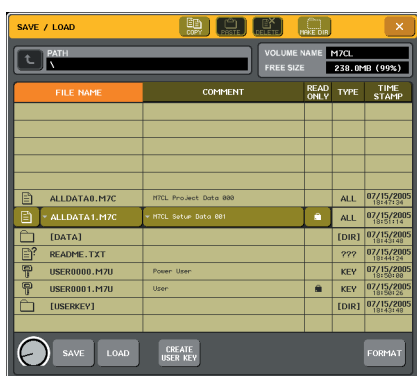 SAVE / LOAD
COPY PASTE DELETE MAKE DIR
PATH
\
VOLUME NAME M7CL
FREE SIZE 238.0MB (99%)
FILE NAME COMMENT READ ONLY TYPE TIME STAMP
ALLDATA0.M7C M7CL Project Data 000 ALL 07/15/2005 18:47:34
ALLDATA1.M7C M7CL Setup Data 001 ALL 07/15/2005 18:51:14
[DATA] [DIR] 07/15/2005 18:43:48
README.TXT ??? 07/15/2005 18:44:24
USER0000.M7U Power User KEY 07/15/2005 18:50:08
USER0001.M7U User KEY 07/15/2005 18:50:26
[USERKEY] [DIR] 07/15/2005 18:43:48
SAVE LOAD CREATE USER KEY FORMAT